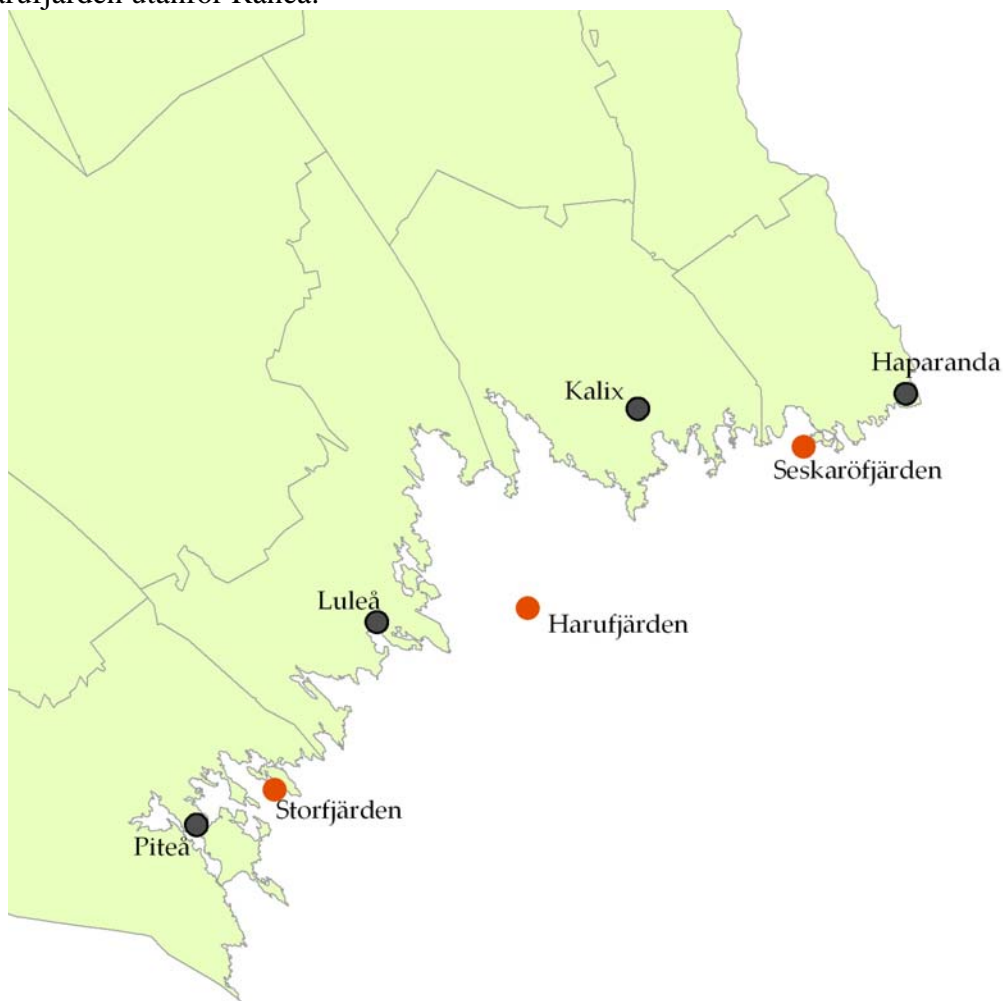 Haparanda
Kalix
Seskaröfjärden
Luleå
Harufjärden
Storfjärden
Piteå